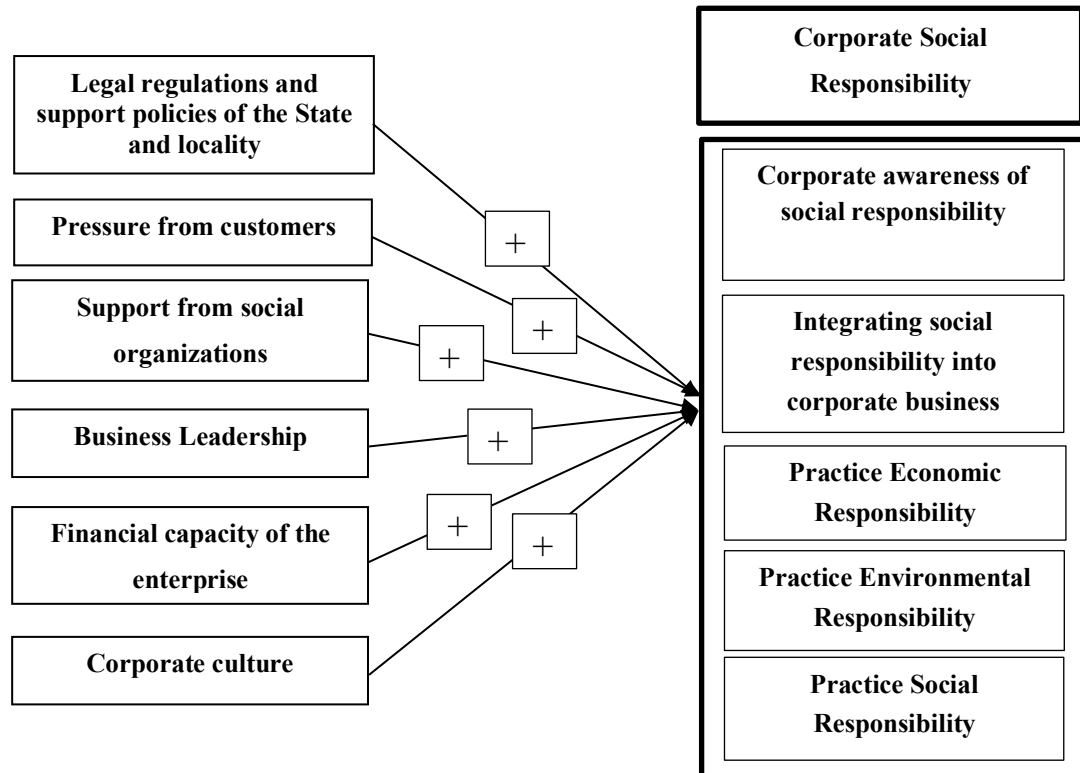 Legal regulations and
support policies of the State
and locality
Pressure from customers
Support from social
organizations
Business Leadership
Financial capacity of the
enterprise
Corporate culture
+
+
+
+
+
+
Corporate Social
Responsibility
Corporate awareness of
social responsibility
Integrating social
responsibility into
corporate business
Practice Economic
Responsibility
Practice Environmental
Responsibility
Practice Social
Responsibility